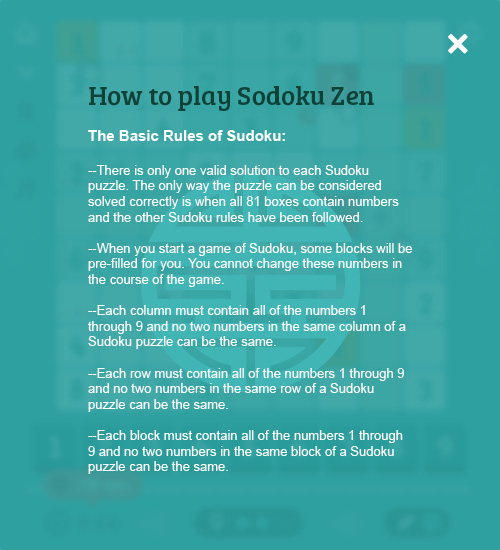 How to play Sodoku Zen
The Basic Rules of Sudoku:
--There is only one valid solution to each Sudoku
puzzle. The only way the puzzle can be considered
solved correctly is when all 81 boxes contain numbers
and the other Sudoku rules have been followed.
--When you start a game of Sudoku, some blocks will be
pre-filled for you. You cannot change these numbers in
the course of the game.
--Each column must contain all of the numbers 1
through 9 and no two numbers in the same column of a
Sudoku puzzle can be the same.
--Each row must contain all of the numbers 1 through 9
and no two numbers in the same row of a Sudoku
puzzle can be the same.
--Each block must contain all of the numbers 1 through
9 and no two numbers in the same block of a Sudoku
puzzle can be the same.